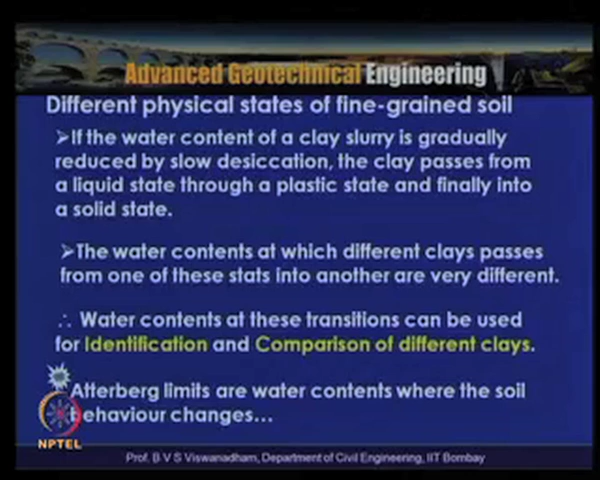 Advanced Geotechnical Engineering
Different physical states of fine-grained soil
➢If the water content of a clay slurry is gradually
reduced by slow desiccation, the clay passes from
a liquid state through a plastic state and finally into
a solid state.
➢The water contents at which different clays passes
from one of these stats into another are very different.
∴ Water contents at these transitions can be used
for Identification and Comparison of different clays.
Atterberg limits are water contents where the soil
behaviour changes...
NPTEL
Prof. B V S Viswanadham, Department of Civil Engineering, IIT Bombay